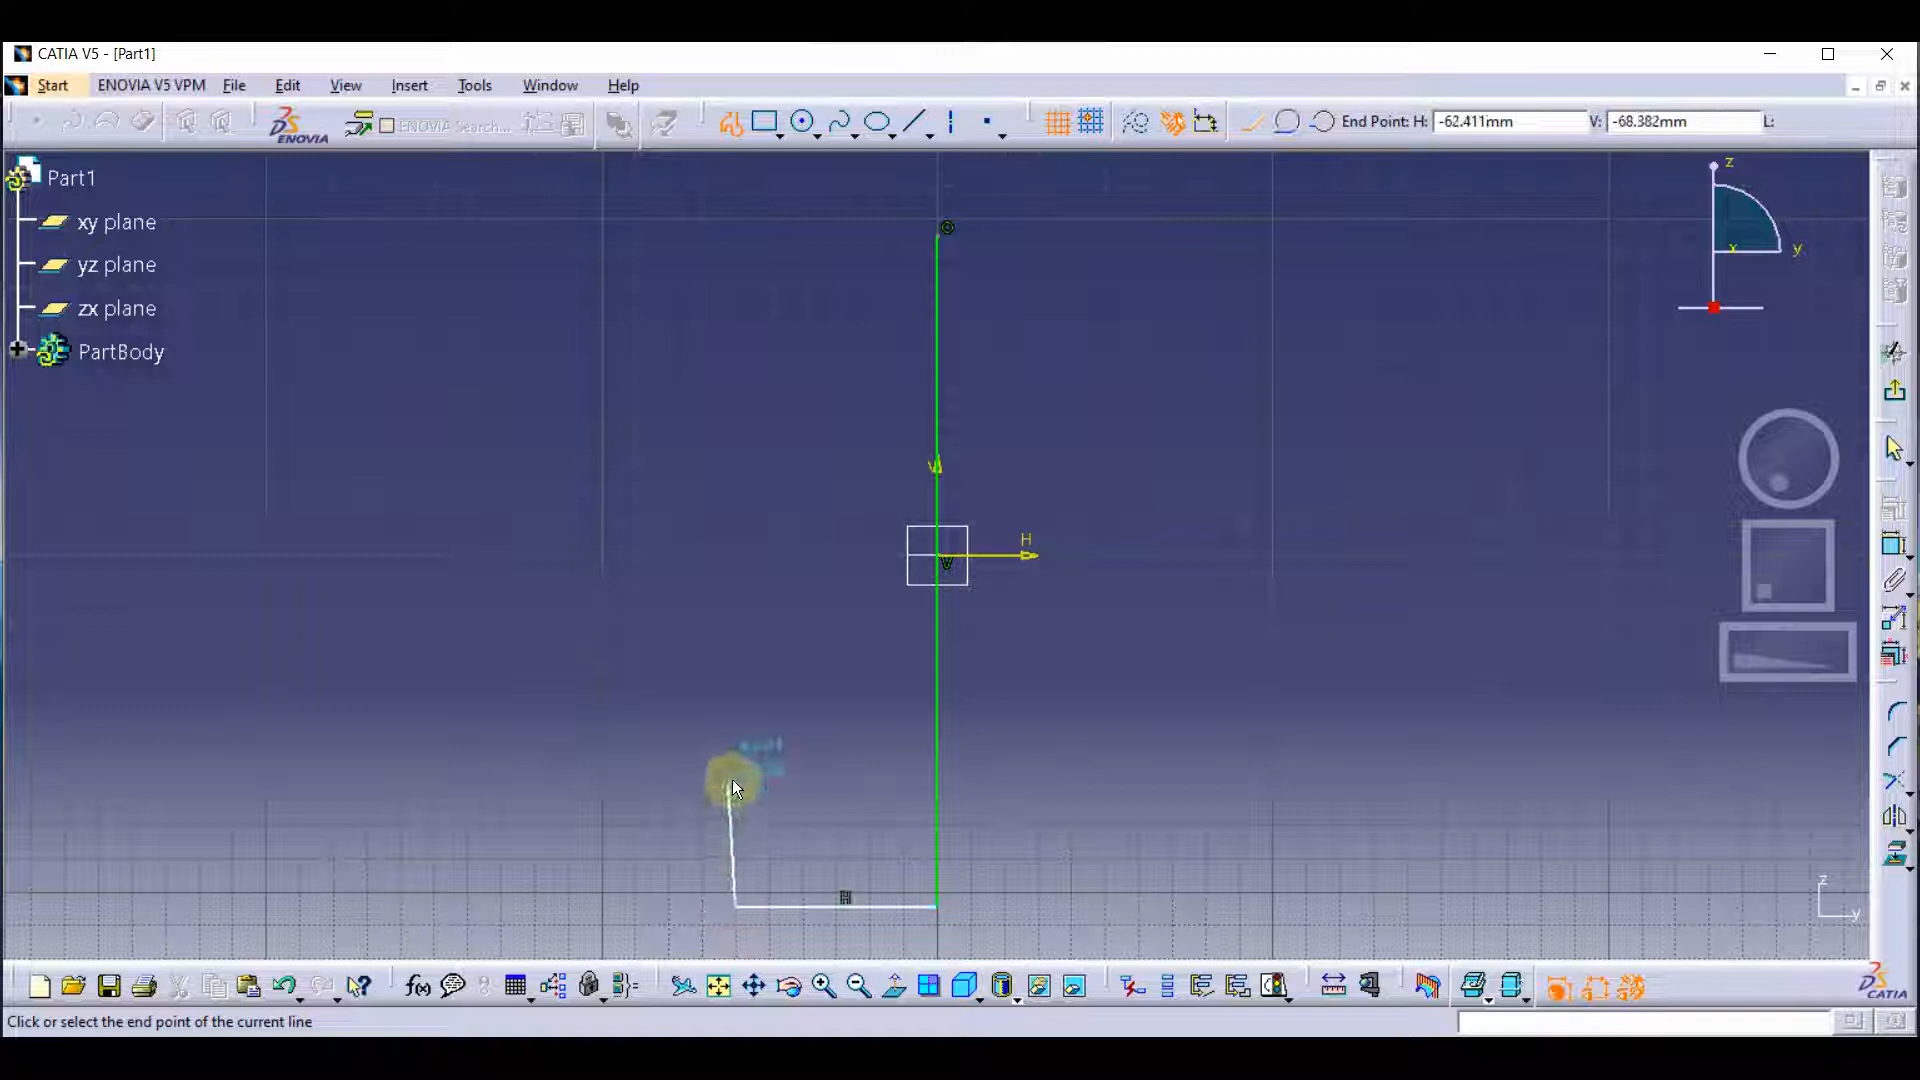 CATIA V5 - [Part1]
Start ENOVIA V5 VPM File Edit View Insert Tools Window Help
ENOVIA
ENOVIA Search...
End Point: H: -62.411mm V: -68.382mm L:
Part1
xy plane
yz plane
zx plane
PartBody
z
x
y
V
H
V
H
z
y
f(x)
CATIA
Click or select the end point of the current line